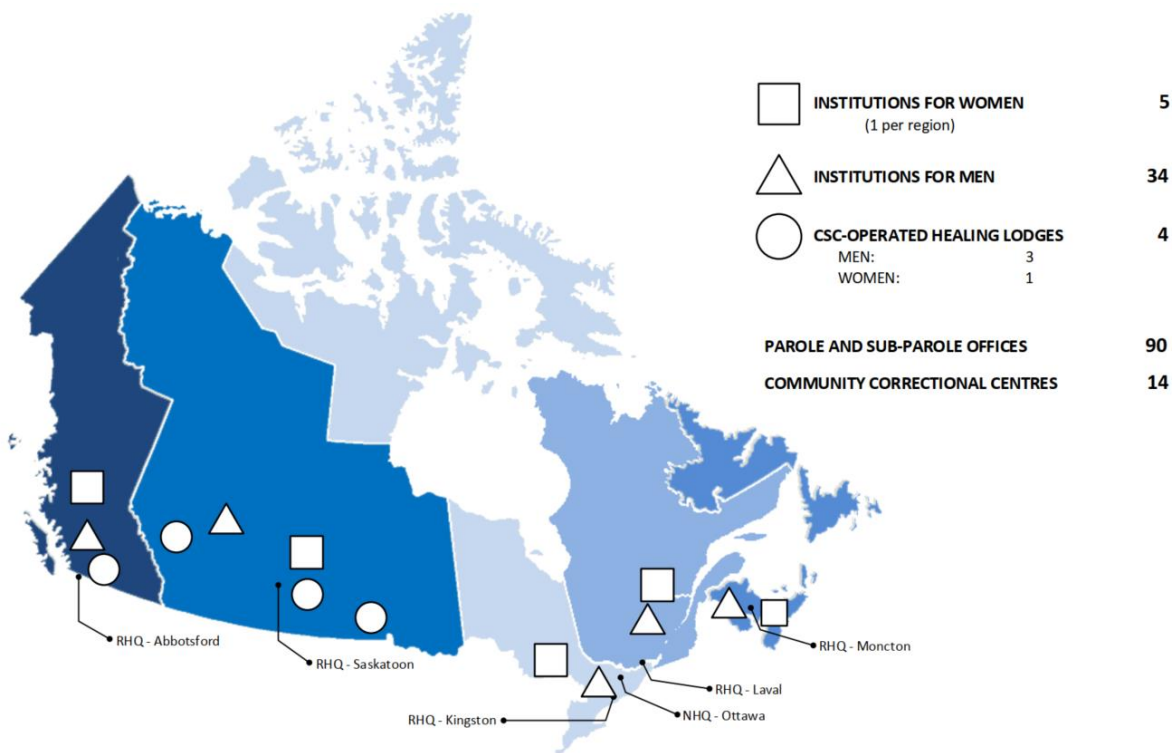 INSTITUTIONS FOR WOMEN 5
(1 per region)
INSTITUTIONS FOR MEN 34
CSC-OPERATED HEALING LODGES 4
MEN: 3
WOMEN: 1
PAROLE AND SUB-PAROLE OFFICES 90
COMMUNITY CORRECTIONAL CENTRES 14
RHQ - Abbotsford
RHQ - Saskatoon
RHQ - Moncton
RHQ - Laval
RHQ - Kingston
NHQ - Ottawa